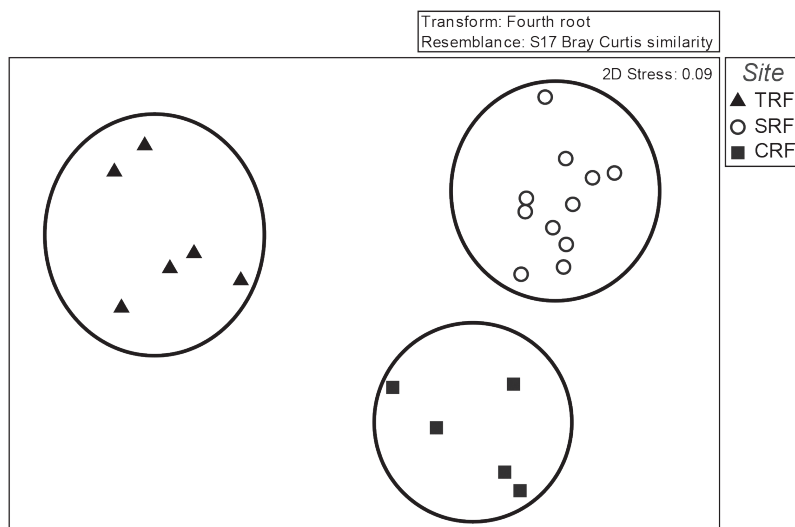 Transform: Fourth root
Resemblance: S17 Bray Curtis similarity
2D Stress: 0.09
Site
TRF
SRF
CRF